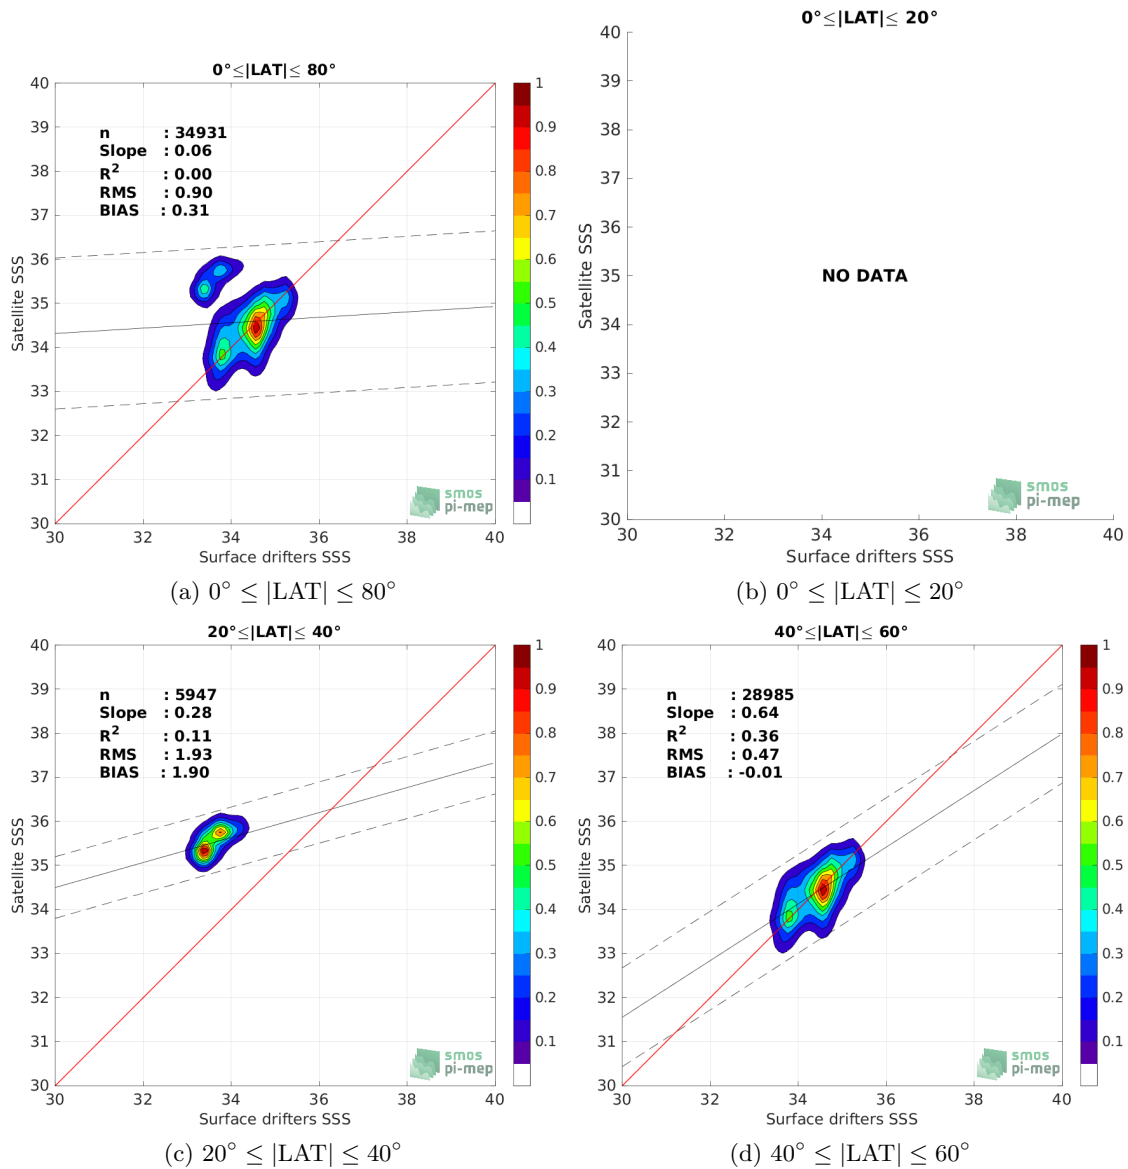 0°≤|LAT|≤ 80°
40
39
38
37
36
35
34
33
32
31
30
Satellite SSS
n : 34931
Slope : 0.06
R² : 0.00
RMS : 0.90
BIAS : 0.31
smos
pi-mep
30 32 34 36 38 40
Surface drifters SSS
1
0.9
0.8
0.7
0.6
0.5
0.4
0.3
0.2
0.1
(a) 0° ≤ |LAT| ≤ 80°
0°≤|LAT|≤ 20°
40
39
38
37
36
35
34
33
32
31
30
Satellite SSS
NO DATA
smos
pi-mep
30 32 34 36 38 40
Surface drifters SSS
(b) 0° ≤ |LAT| ≤ 20°
20°≤|LAT|≤ 40°
40
39
38
37
36
35
34
33
32
31
30
Satellite SSS
n : 5947
Slope : 0.28
R² : 0.11
RMS : 1.93
BIAS : 1.90
smos
pi-mep
30 32 34 36 38 40
Surface drifters SSS
1
0.9
0.8
0.7
0.6
0.5
0.4
0.3
0.2
0.1
(c) 20° ≤ |LAT| ≤ 40°
40°≤|LAT|≤ 60°
40
39
38
37
36
35
34
33
32
31
30
Satellite SSS
n : 28985
Slope : 0.64
R² : 0.36
RMS : 0.47
BIAS : -0.01
smos
pi-mep
30 32 34 36 38 40
Surface drifters SSS
1
0.9
0.8
0.7
0.6
0.5
0.4
0.3
0.2
0.1
(d) 40° ≤ |LAT| ≤ 60°